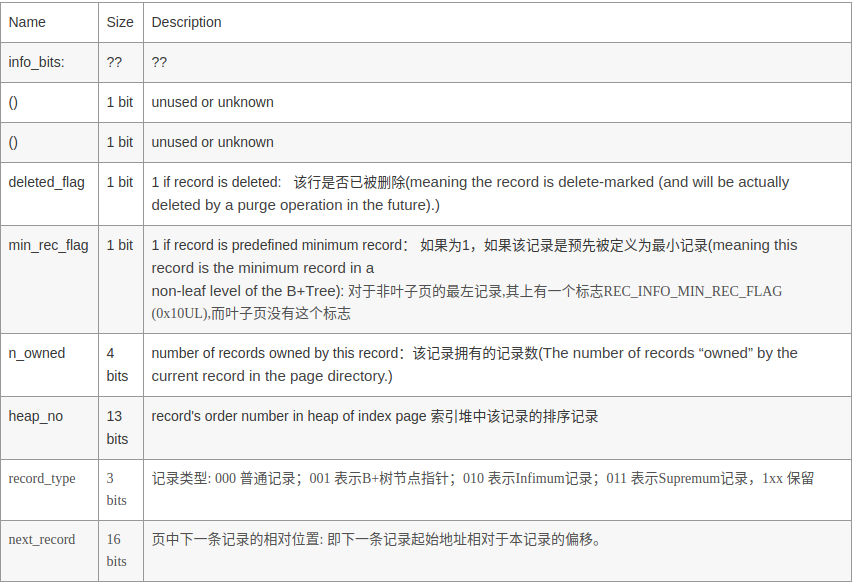 Name Size Description
info_bits: ?? ??
() 1 bit unused or unknown
() 1 bit unused or unknown
deleted_flag 1 bit 1 if record is deleted: 该行是否已被删除(meaning the record is delete-marked (and will be actually
deleted by a purge operation in the future).)
min_rec_flag 1 bit 1 if record is predefined minimum record： 如果为1，如果该记录是预先被定义为最小记录(meaning this
record is the minimum record in a
non-leaf level of the B+Tree): 对于非叶子页的最左记录,其上有一个标志REC_INFO_MIN_REC_FLAG
(0x10UL),而叶子页没有这个标志
n_owned 4 number of records owned by this record：该记录拥有的记录数(The number of records “owned” by the
bits current record in the page directory.)
heap_no 13 record's order number in heap of index page 索引堆中该记录的排序记录
bits
record_type 3 记录类型: 000 普通记录；001 表示B+树节点指针；010 表示Infimum记录；011 表示Supremum记录，1xx 保留
bits
next_record 16 页中下一条记录的相对位置: 即下一条记录起始地址相对于本记录的偏移。
bits